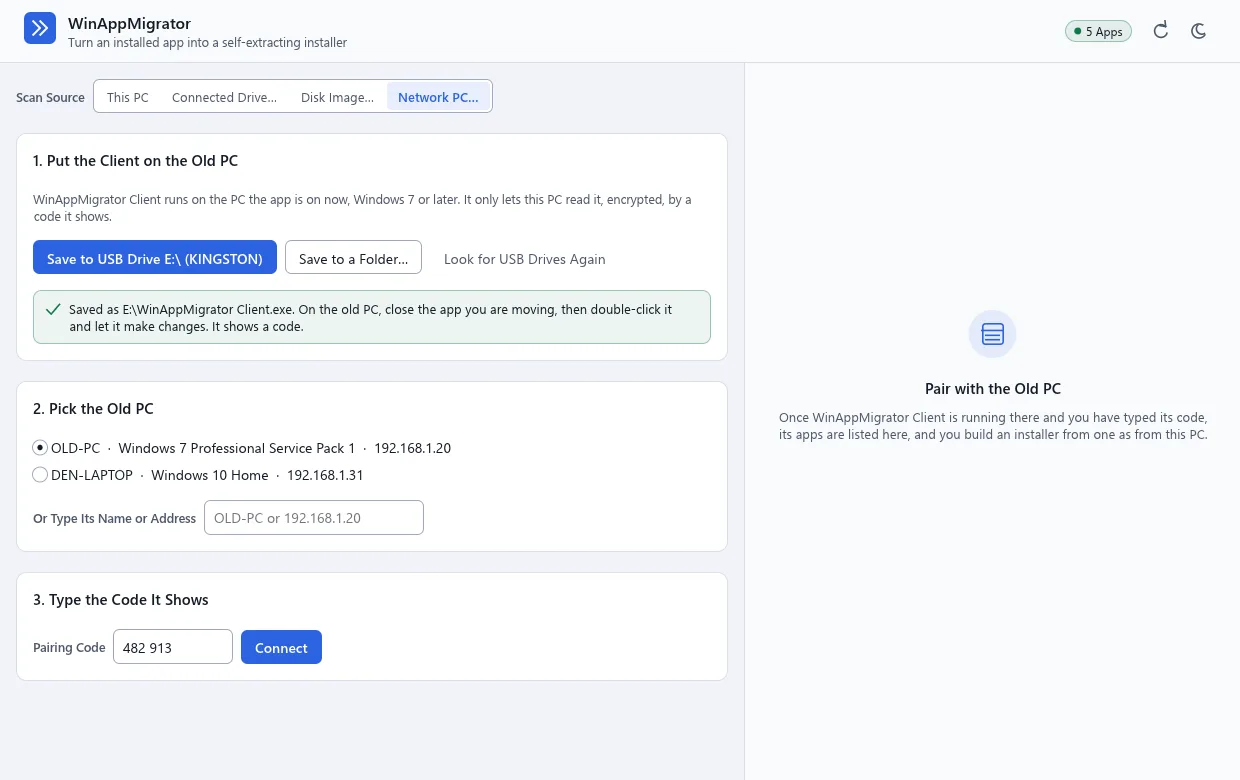 WinAppMigrator
Turn an installed app into a self-extracting installer
5 Apps
Scan Source
This PC
Connected Drive...
Disk Image...
Network PC...
1. Put the Client on the Old PC
WinAppMigrator Client runs on the PC the app is on now, Windows 7 or later. It only lets this PC read it, encrypted, by a
code it shows.
Save to USB Drive E:\ (KINGSTON)
Save to a Folder...
Look for USB Drives Again
Saved as E:\WinAppMigrator Client.exe. On the old PC, close the app you are moving, then double-click it
and let it make changes. It shows a code.
2. Pick the Old PC
OLD-PC · Windows 7 Professional Service Pack 1 · 192.168.1.20
DEN-LAPTOP · Windows 10 Home · 192.168.1.31
Or Type Its Name or Address
OLD-PC or 192.168.1.20
3. Type the Code It Shows
Pairing Code
482 913
Connect
Pair with the Old PC
Once WinAppMigrator Client is running there and you have typed its code,
its apps are listed here, and you build an installer from one as from this PC.